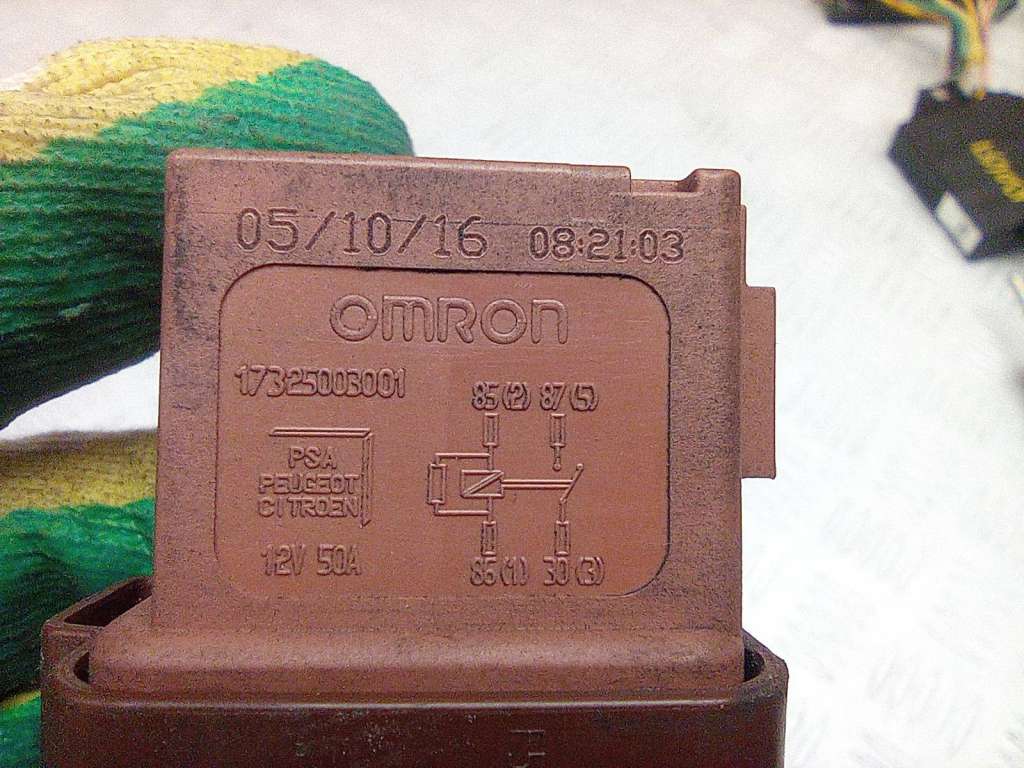 05/10/16 08:21:03
OMRON
17325003001
85(2) 87(5)
PSA
PEUGEOT
CITROEN
12V 50A
86(1) 30(3)